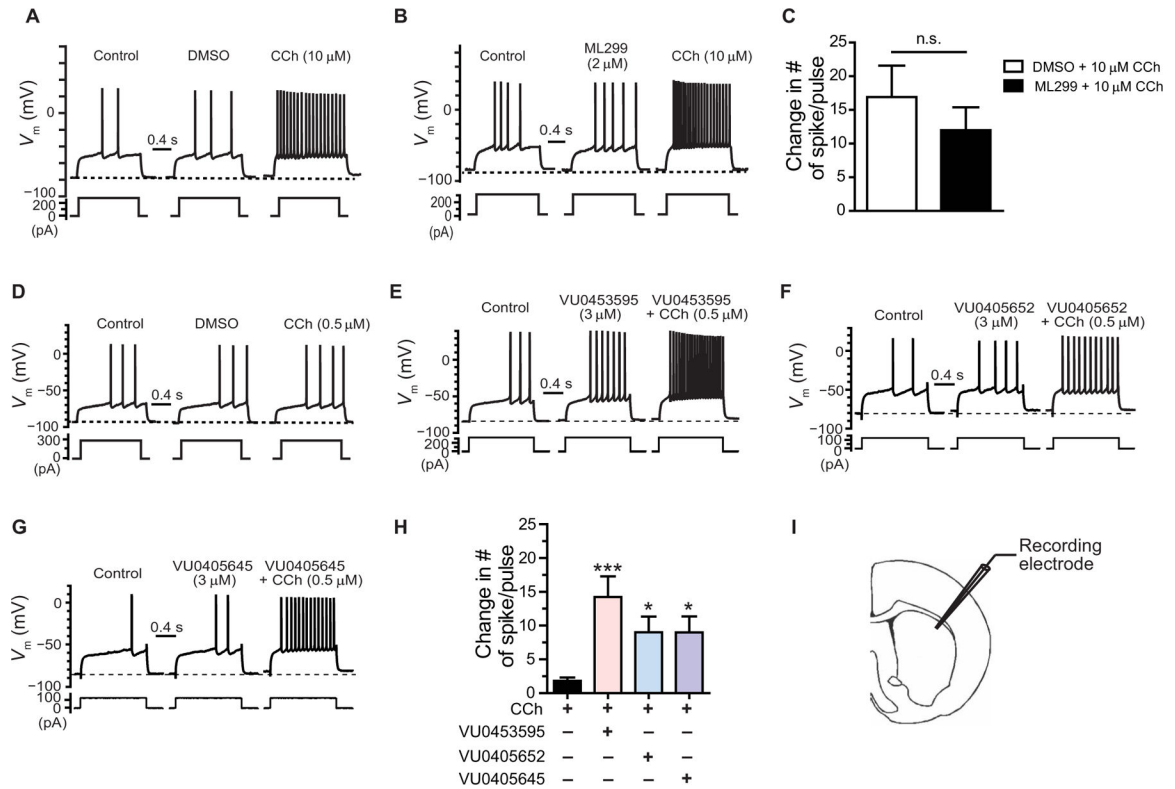 A
Control
DMSO
CCh (10 µM)
Vm (mV)
0
−100
0.4 s
200
0
(pA)
B
Control
ML299
(2 µM)
CCh (10 µM)
Vm (mV)
0
−50
−100
0.4 s
200
0
(pA)
C
n.s.
Change in #
of spike/pulse
25
20
15
10
5
0
DMSO + 10 µM CCh
ML299 + 10 µM CCh
D
Control
DMSO
CCh (0.5 µM)
Vm (mV)
0
−50
−100
0.4 s
300
0
(pA)
E
Control
VU0453595
(3 µM)
VU0453595
+ CCh (0.5 µM)
Vm (mV)
0
−50
−100
0.4 s
200
0
(pA)
F
Control
VU0405652
(3 µM)
VU0405652
+ CCh (0.5 µM)
Vm (mV)
0
−50
−100
0.4 s
100
0
(pA)
G
Control
VU0405645
(3 µM)
VU0405645
+ CCh (0.5 µM)
Vm (mV)
0
−50
−100
0.4 s
100
0
(pA)
H
Change in #
of spike/pulse
25
20
15
10
5
0
*** * *
CCh + + + +
VU0453595 – + – –
VU0405652 – – + –
VU0405645 – – – +
I
Recording
electrode